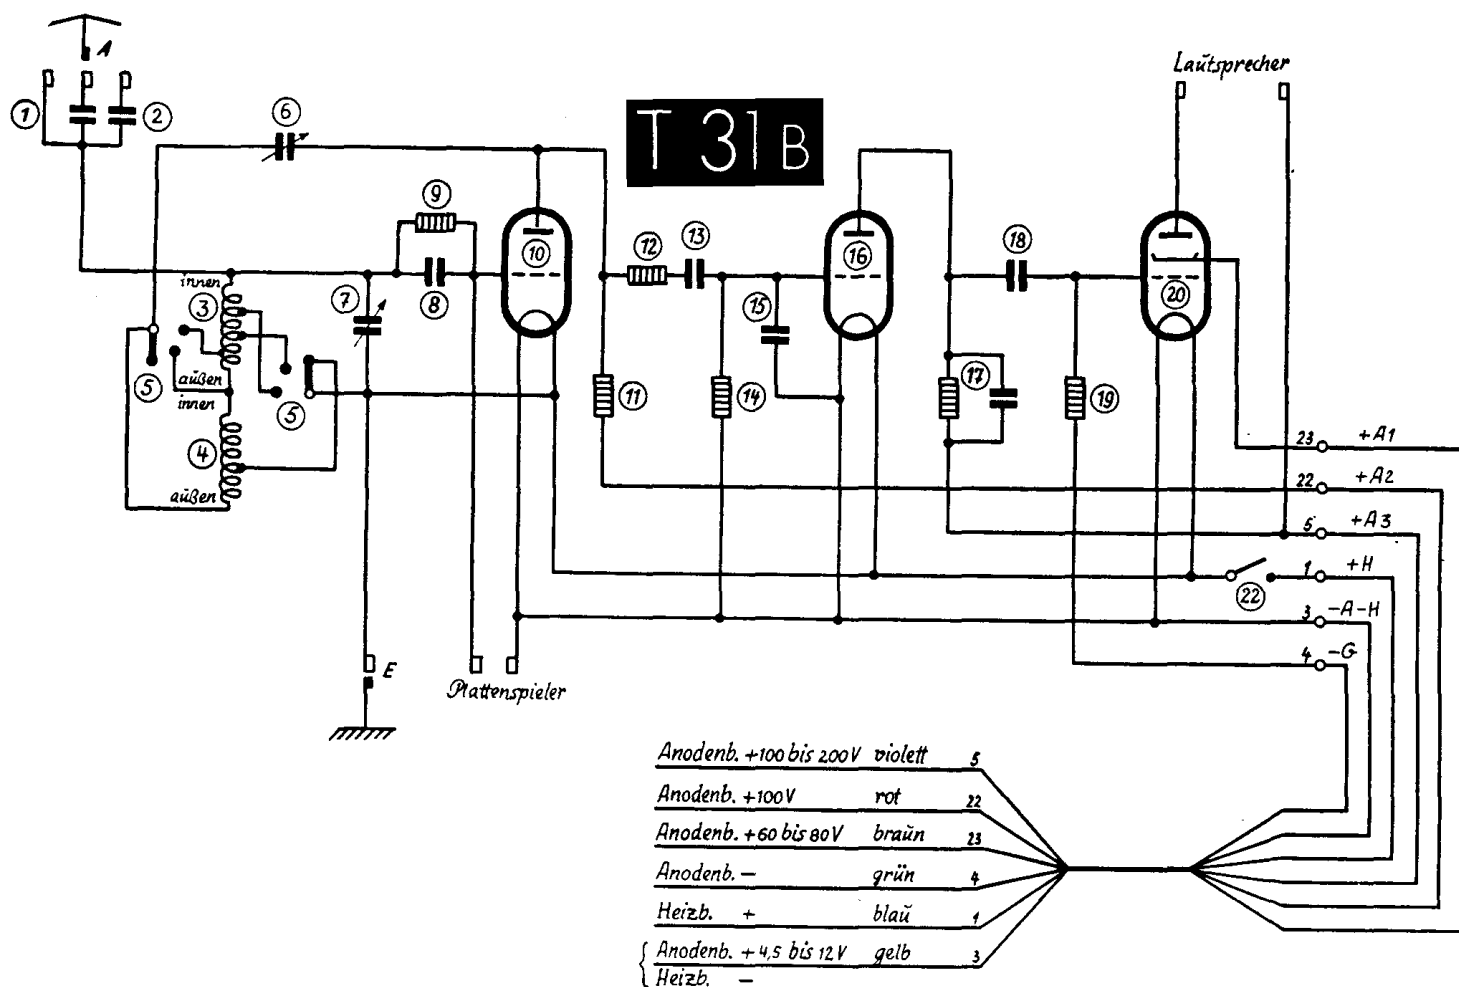 A
1
2
6
T 31 B
Lautsprecher
9
10
12
13
16
18
20
innen
3
7
8
15
außen
innen
5
5
4
außen
11
14
17
19
23 +A1
22 +A2
5 +A3
1 +H
22
3 -A-H
4 -G
E
Plattenspieler
Anodenb. +100 bis 200V violett 5
Anodenb. +100V rot 22
Anodenb. +60 bis 80V braun 23
Anodenb. - grün 4
Heizb. + blau 1
Anodenb. +4,5 bis 12V gelb 3
Heizb. -